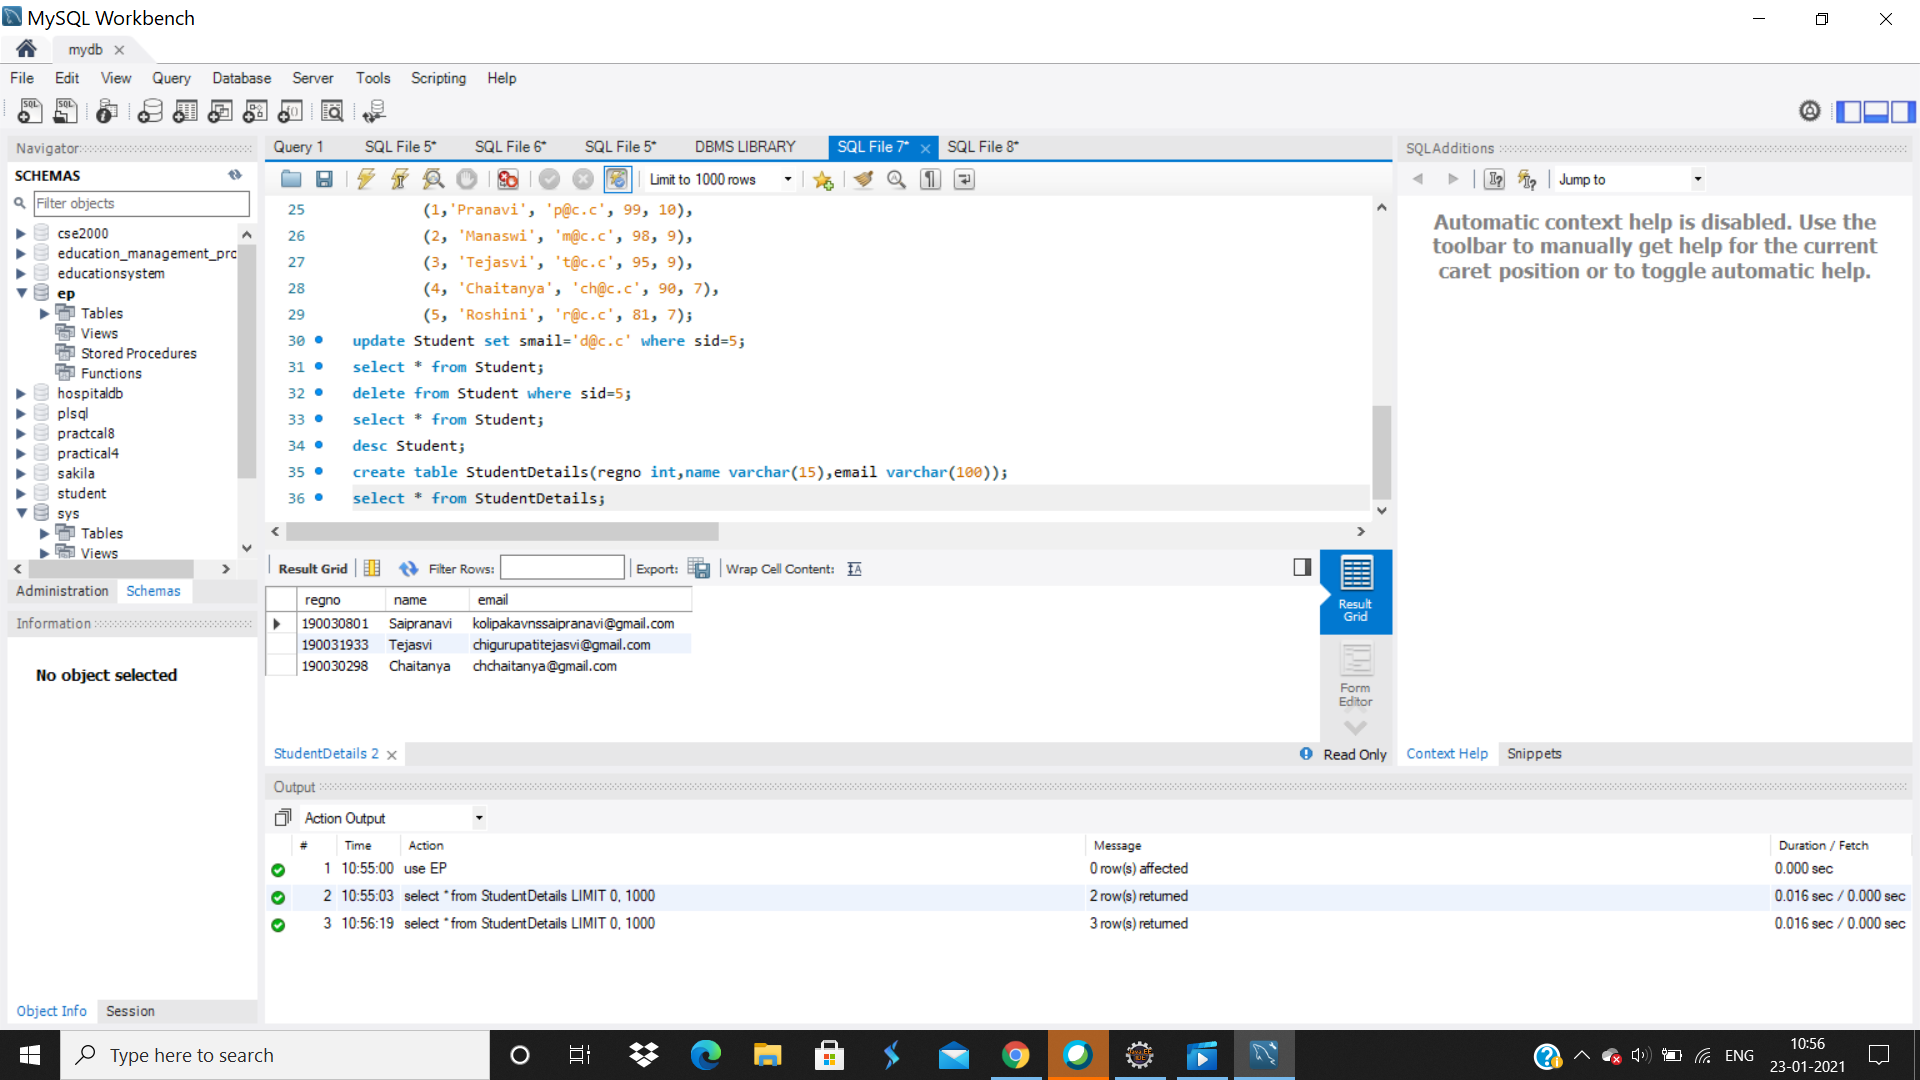 MySQL Workbench
mydb
File Edit View Query Database Server Tools Scripting Help
Navigator
SCHEMAS
Filter objects
cse2000
education_management_prc
educationsystem
ep
Tables
Views
Stored Procedures
Functions
hospitaldb
plsql
practcal8
practical4
sakila
student
sys
Tables
Views
Administration Schemas
Information
No object selected
Object Info Session
Query 1 SQL File 5* SQL File 6* SQL File 5* DBMS LIBRARY SQL File 7* SQL File 8*
Limit to 1000 rows
25 (1,'Pranavi', 'p@c.c', 99, 10),
26 (2, 'Manaswi', 'm@c.c', 98, 9),
27 (3, 'Tejasvi', 't@c.c', 95, 9),
28 (4, 'Chaitanya', 'ch@c.c', 90, 7),
29 (5, 'Roshini', 'r@c.c', 81, 7);
30 update Student set smail='d@c.c' where sid=5;
31 select * from Student;
32 delete from Student where sid=5;
33 select * from Student;
34 desc Student;
35 create table StudentDetails(regno int,name varchar(15),email varchar(100));
36 select * from StudentDetails;
Result Grid Filter Rows: Export: Wrap Cell Content:
regno name email
190030801 Saipranavi kolipakavnssaipranavi@gmail.com
190031933 Tejasvi chigurupatitejasvi@gmail.com
190030298 Chaitanya chchaitanya@gmail.com
Result
Grid
Form
Editor
StudentDetails 2
Read Only
SQLAdditions
Jump to
Automatic context help is disabled. Use the
toolbar to manually get help for the current
caret position or to toggle automatic help.
Context Help Snippets
Output
Action Output
# Time Action Message Duration / Fetch
1 10:55:00 use EP 0 row(s) affected 0.000 sec
2 10:55:03 select * from StudentDetails LIMIT 0, 1000 2 row(s) returned 0.016 sec / 0.000 sec
3 10:56:19 select * from StudentDetails LIMIT 0, 1000 3 row(s) returned 0.016 sec / 0.000 sec
Type here to search
ENG
10:56
23-01-2021